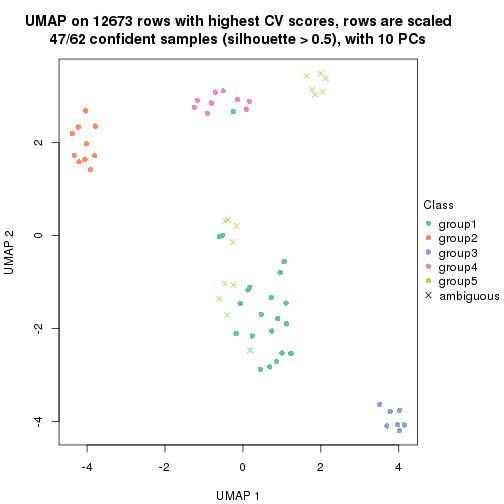 UMAP on 12673 rows with highest CV scores, rows are scaled
47/62 confident samples (silhouette > 0.5), with 10 PCs
2
0
-2
-4
UMAP 2
-4
-2
0
2
4
UMAP 1
Class
group1
group2
group3
group4
group5
ambiguous